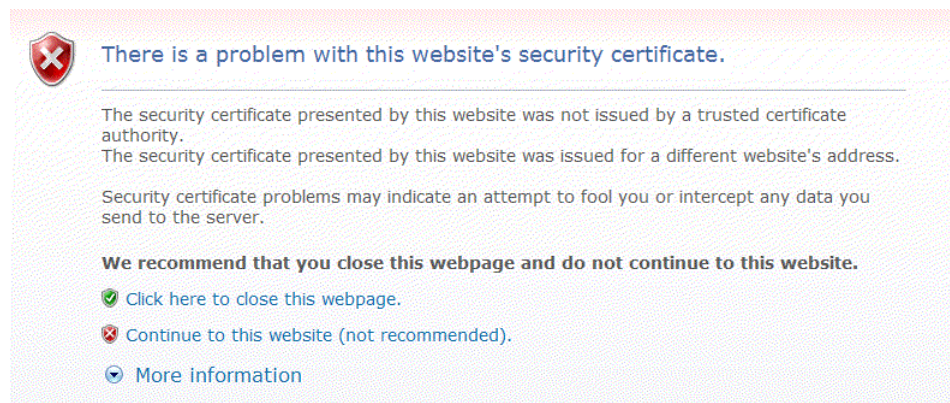 There is a problem with this website's security certificate.
The security certificate presented by this website was not issued by a trusted certificate
authority.
The security certificate presented by this website was issued for a different website's address.
Security certificate problems may indicate an attempt to fool you or intercept any data you
send to the server.
We recommend that you close this webpage and do not continue to this website.
Click here to close this webpage.
Continue to this website (not recommended).
More information